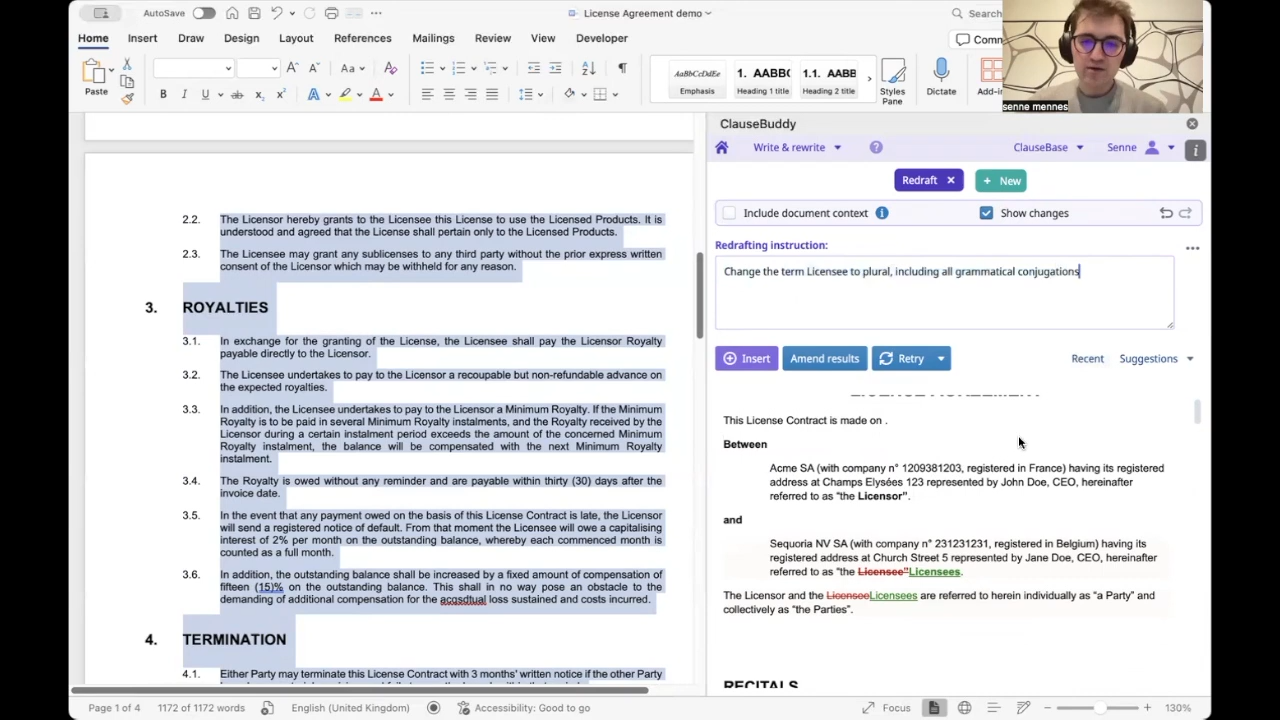 AutoSave
License Agreement demo
Search
Home Insert Draw Design Layout References Mailings Review View Developer
Comm
Paste
Aa
B I U ab x₂ x² A A
AaBbCcDdEe
Emphasis
1. AABBC
Heading 1 title
1.1. AABB
Heading 2 title
Styles
Pane
Dictate
Add-in
senne mennes
2.2. The Licensor hereby grants to the Licensee this License to use the Licensed Products. It is
understood and agreed that the License shall pertain only to the Licensed Products.
2.3. The Licensee may grant any sublicenses to any third party without the prior express written
consent of the Licensor which may be withheld for any reason.
3. ROYALTIES
3.1. In exchange for the granting of the License, the Licensee shall pay the Licensor Royalty
payable directly to the Licensor.
3.2. The Licensee undertakes to pay to the Licensor a recoupable but non-refundable advance on
the expected royalties.
3.3. In addition, the Licensee undertakes to pay to the Licensor a Minimum Royalty. If the Minimum
Royalty is to be paid in several Minimum Royalty instalments, and the Royalty received by the
Licensor during a certain instalment period exceeds the amount of the concerned Minimum
Royalty instalment, the balance will be compensated with the next Minimum Royalty
instalment.
3.4. The Royalty is owed without any reminder and are payable within thirty (30) days after the
invoice date.
3.5. In the event that any payment owed on the basis of this License Contract is late, the Licensor
will send a registered notice of default. From that moment the Licensee will owe a capitalising
interest of 2% per month on the outstanding balance, whereby each commenced month is
counted as a full month.
3.6. In addition, the outstanding balance shall be increased by a fixed amount of compensation of
fifteen (15)% on the outstanding balance. This shall in no way pose an obstacle to the
demanding of additional compensation for the acqsdtual loss sustained and costs incurred.
4. TERMINATION
4.1. Either Party may terminate this License Contract with 3 months' written notice if the other Party
ClauseBuddy
Write & rewrite
ClauseBase
Senne
Redraft ×
+ New
Include document context
Show changes
Redrafting instruction:
Change the term Licensee to plural, including all grammatical conjugations
Insert
Amend results
Retry
Recent
Suggestions
LICENSE AGREEMENT
This License Contract is made on .
Between
Acme SA (with company n° 1209381203, registered in France) having its registered
address at Champs Elysées 123 represented by John Doe, CEO, hereinafter
referred to as “the Licensor”.
and
Sequoria NV SA (with company n° 231231231, registered in Belgium) having its
registered address at Church Street 5 represented by Jane Doe, CEO, hereinafter
referred to as “the Licensee”Licensees.
The Licensor and the LicenseeLicensees are referred to herein individually as “a Party” and
collectively as “the Parties”.
RECITALS
Page 1 of 4
1172 of 1172 words
English (United Kingdom)
Accessibility: Good to go
Focus
130%